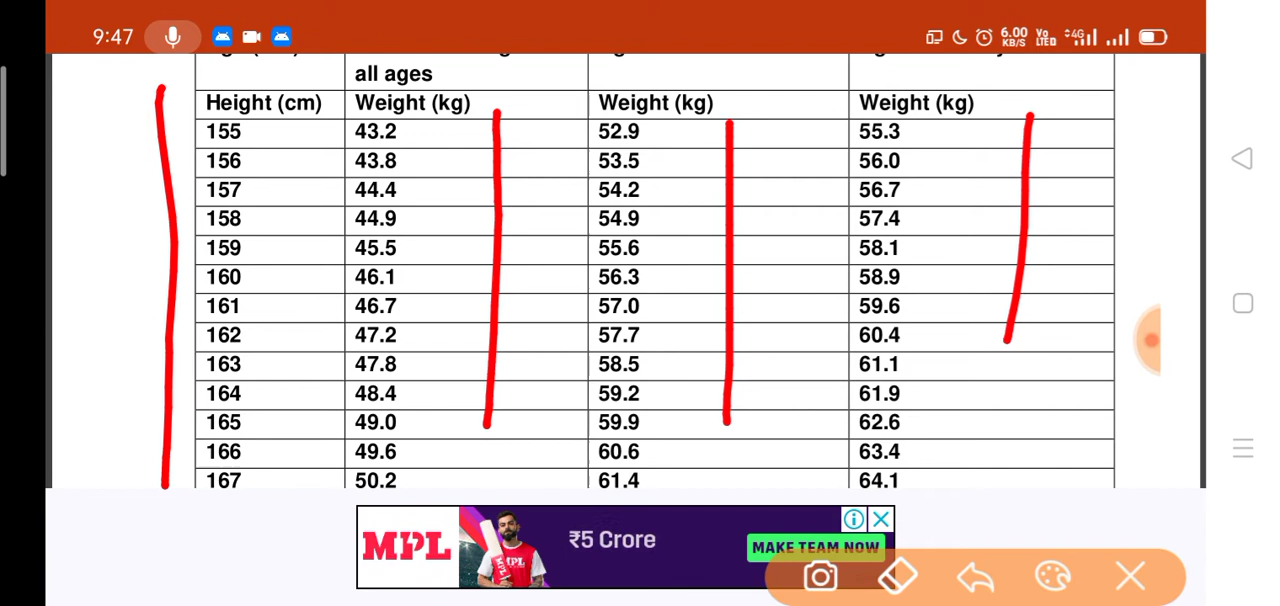 9:47
6.00 KB/S Vo LTED 4G
all ages
Height (cm) Weight (kg) Weight (kg) Weight (kg)
155 43.2 52.9 55.3
156 43.8 53.5 56.0
157 44.4 54.2 56.7
158 44.9 54.9 57.4
159 45.5 55.6 58.1
160 46.1 56.3 58.9
161 46.7 57.0 59.6
162 47.2 57.7 60.4
163 47.8 58.5 61.1
164 48.4 59.2 61.9
165 49.0 59.9 62.6
166 49.6 60.6 63.4
167 50.2 61.4 64.1
MPL
MPL
₹5 Crore
MAKE TEAM NOW